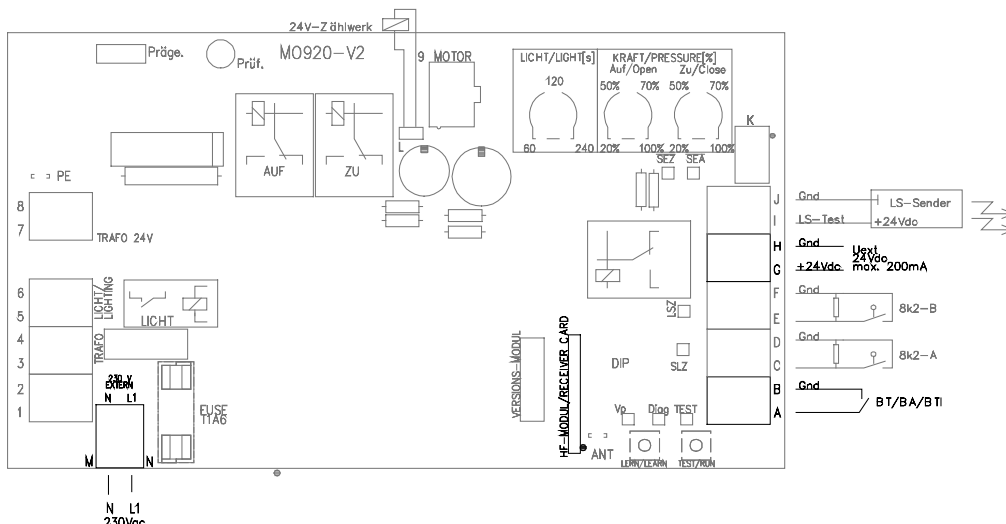 24V-Z ählwerk
Präge.
Prüf.
MO920-V2
9 MOTOR
L
LICHT/LIGHT[s]
120
60 240
KRAFT/PRESSURE[%]
Auf/Open Zu/Close
50% 70% 50% 70%
20% 100% 20% 100%
K
SEZ SEA
AUF
ZU
PE
8
7
TRAFO 24V
6
5
LICHT/
LIGHTING
LICHT
4
3
TRAFO
2
1
230 V
EXTERN
N L1
M N
N L1
230Vac
FUSE
T1A6
VERSIONS-MODUL
HF-MODUL/RECEIVER CARD
LSZ
SLZ
DIP
Vp Diag TEST
ANT
LERN/LEARN TEST/RUN
J Gnd
LS-Sender
I LS-Test +24Vdc
H Gnd
Uext
24Vdc
G +24Vdc max. 200mA
F Gnd
8k2-B
E
D Gnd
8k2-A
C
B Gnd
BT/BA/BTI
A